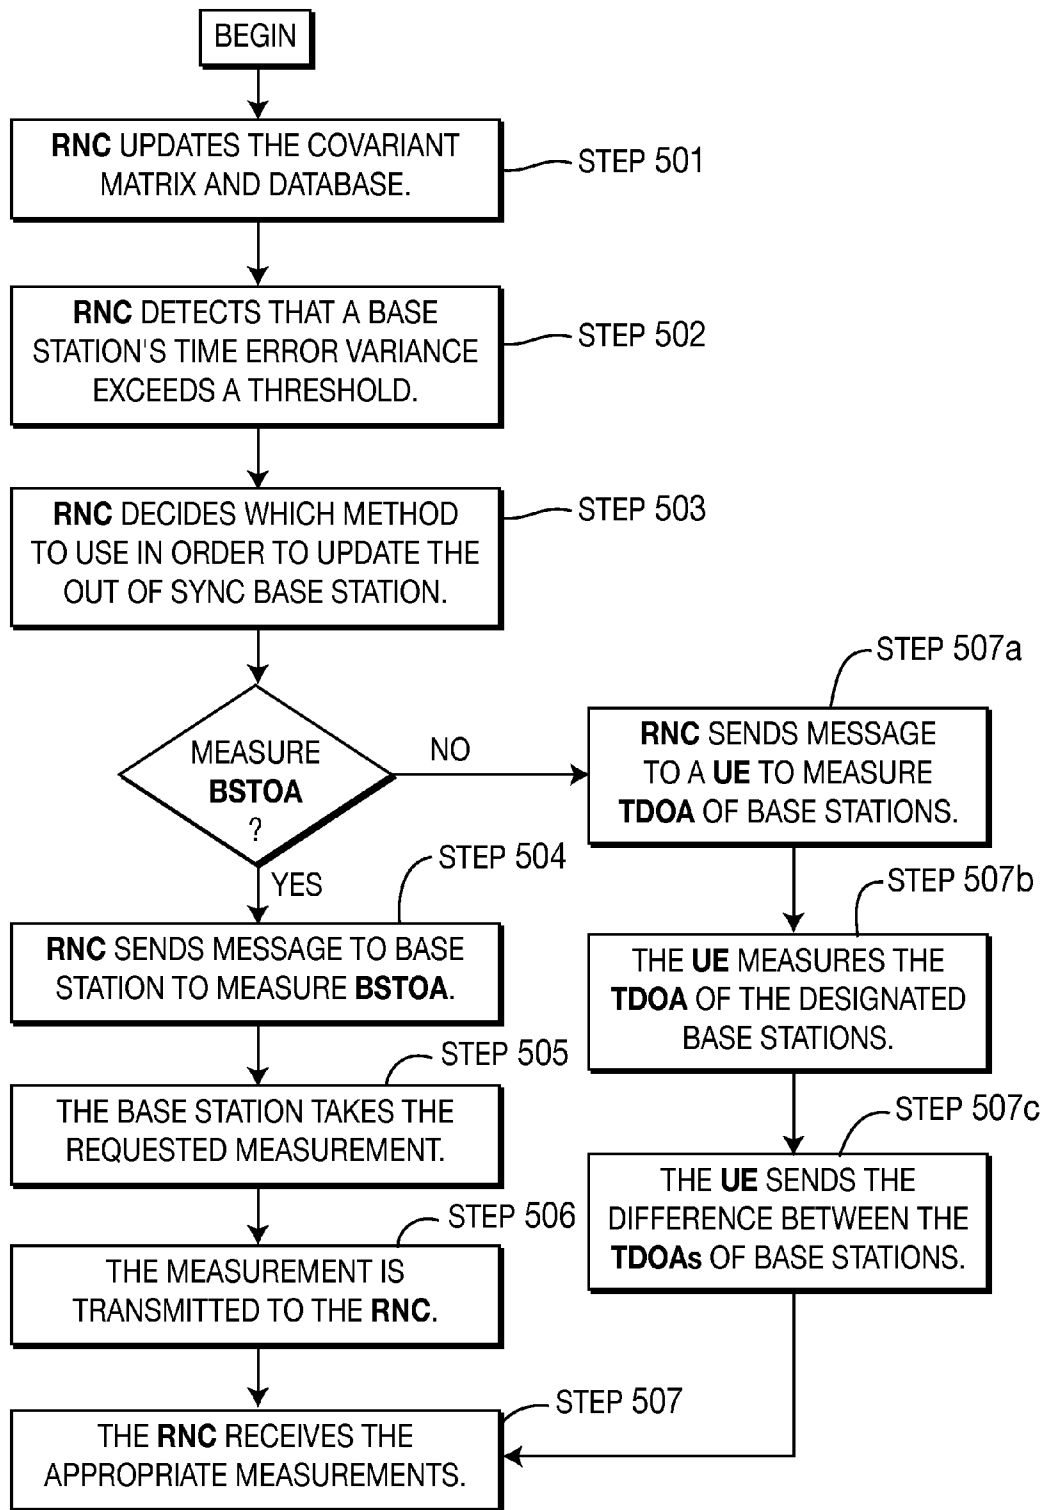 BEGIN
RNC UPDATES THE COVARIANT
MATRIX AND DATABASE.
STEP 501
RNC DETECTS THAT A BASE
STATION'S TIME ERROR VARIANCE
EXCEEDS A THRESHOLD.
STEP 502
RNC DECIDES WHICH METHOD
TO USE IN ORDER TO UPDATE THE
OUT OF SYNC BASE STATION.
STEP 503
MEASURE
BSTOA
?
NO
YES
STEP 504
RNC SENDS MESSAGE TO BASE
STATION TO MEASURE BSTOA.
STEP 505
THE BASE STATION TAKES THE
REQUESTED MEASUREMENT.
STEP 506
THE MEASUREMENT IS
TRANSMITTED TO THE RNC.
STEP 507a
RNC SENDS MESSAGE
TO A UE TO MEASURE
TDOA OF BASE STATIONS.
STEP 507b
THE UE MEASURES THE
TDOA OF THE DESIGNATED
BASE STATIONS.
STEP 507c
THE UE SENDS THE
DIFFERENCE BETWEEN THE
TDOAs OF BASE STATIONS.
STEP 507
THE RNC RECEIVES THE
APPROPRIATE MEASUREMENTS.